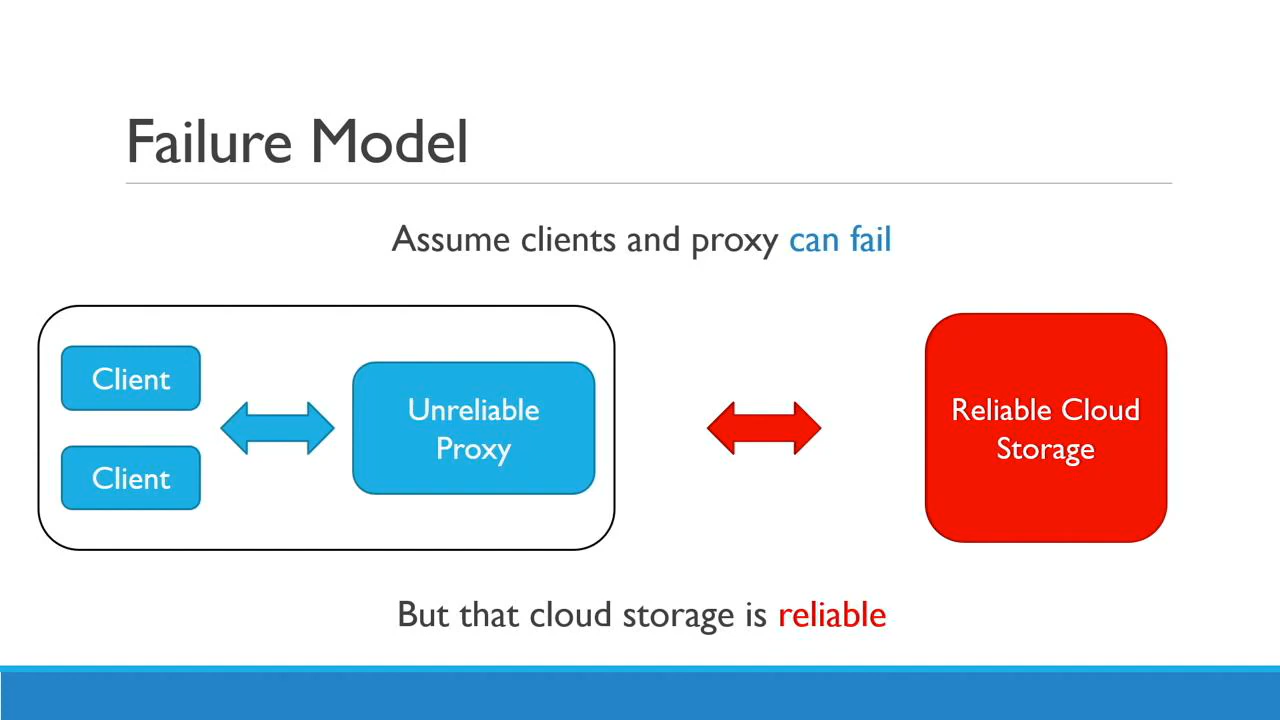 Failure Model
Assume clients and proxy can fail
Client
Client
Unreliable
Proxy
Reliable Cloud
Storage
But that cloud storage is reliable